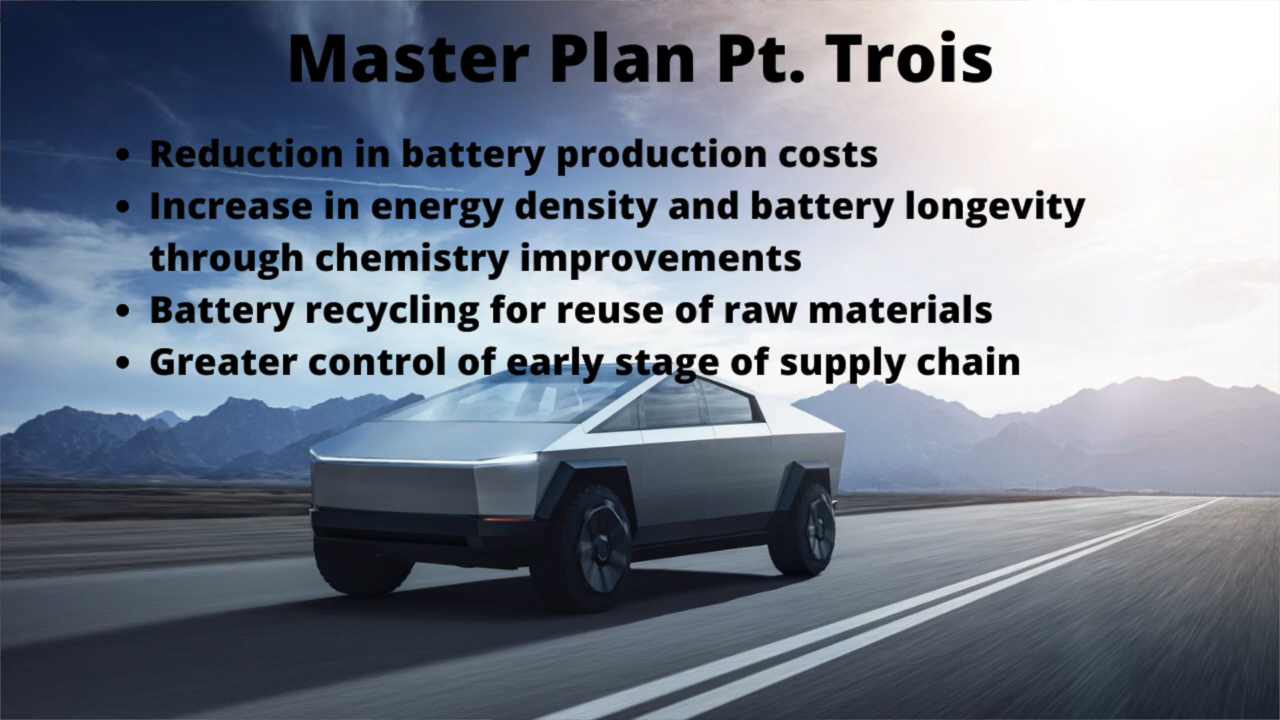 Master Plan Pt. Trois
• Reduction in battery production costs
• Increase in energy density and battery longevity
through chemistry improvements
• Battery recycling for reuse of raw materials
• Greater control of early stage of supply chain